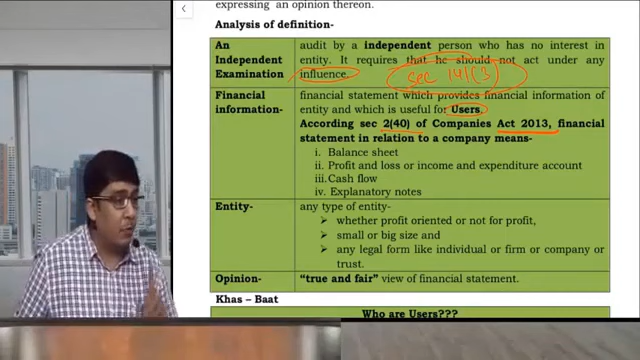 expressing an opinion thereon.
Analysis of definition-
An Independent Examination
audit by a independent person who has no interest in
entity. It requires that he should not act under any
influence.
sec 141(3)
Financial information-
financial statement which provides financial information of
entity and which is useful for Users.
According sec 2(40) of Companies Act 2013, financial
statement in relation to a company means-
i. Balance sheet
ii. Profit and loss or income and expenditure account
iii. Cash flow
iv. Explanatory notes
Entity-
any type of entity-
➢ whether profit oriented or not for profit,
➢ small or big size and
➢ any legal form like individual or firm or company or
trust.
Opinion-
"true and fair" view of financial statement.
Khas – Baat
Who are Users???